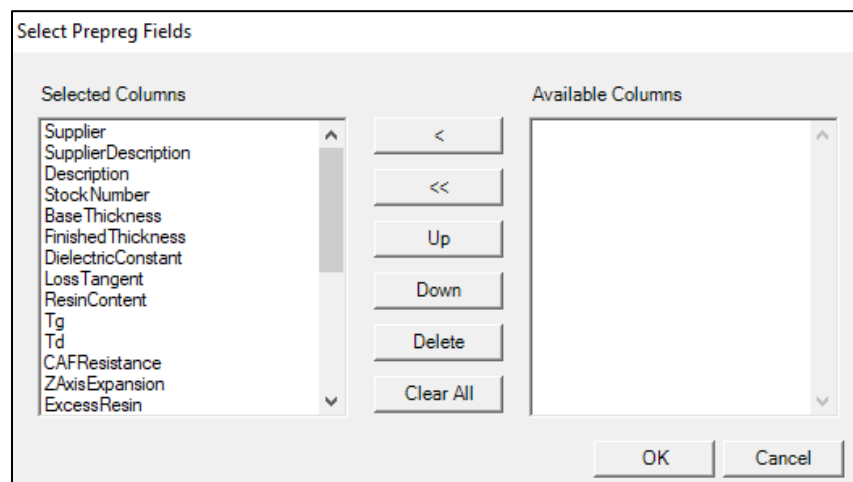 Select Prepreg Fields
Selected Columns
Available Columns
Supplier
SupplierDescription
Description
StockNumber
BaseThickness
FinishedThickness
DielectricConstant
LossTangent
ResinContent
Tg
Td
CAFResistance
ZAxisExpansion
ExcessResin
<
<<
Up
Down
Delete
Clear All
OK
Cancel